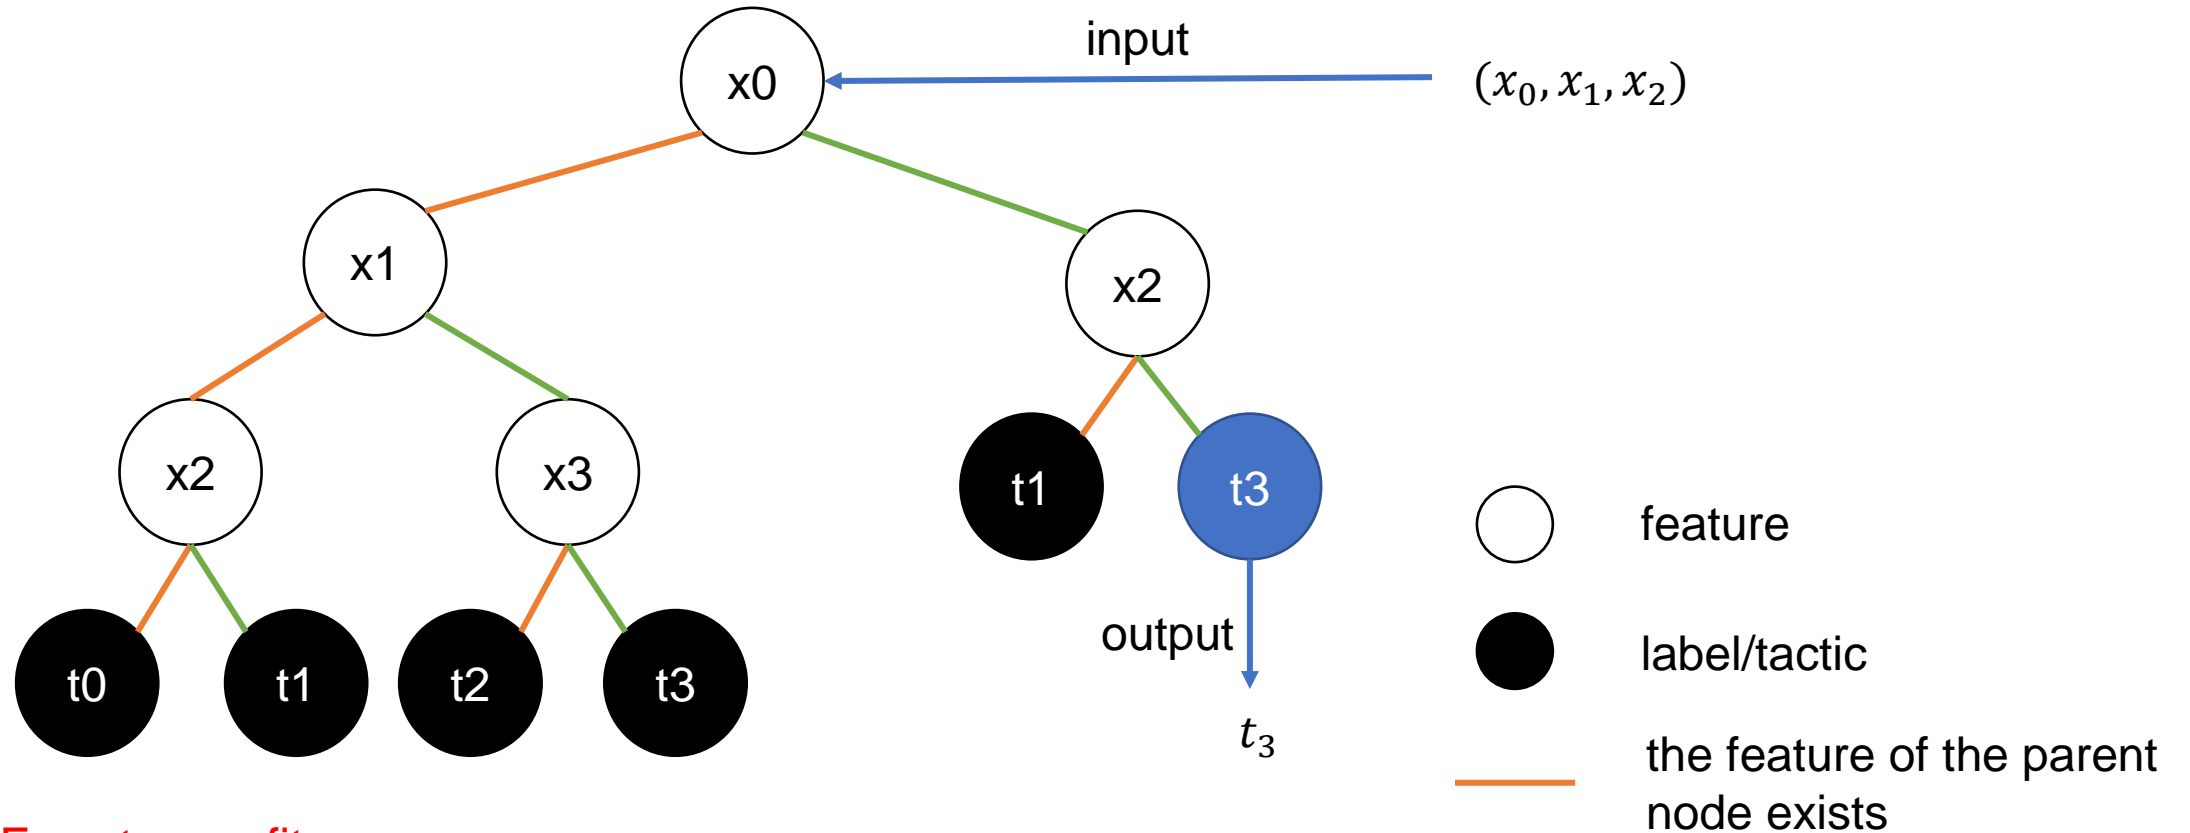 x0
input
(x₀, x₁, x₂)
x1
x2
x2
x3
t1
t3
feature
t0
t1
t2
t3
output
label/tactic
t₃
the feature of the parent
node exists